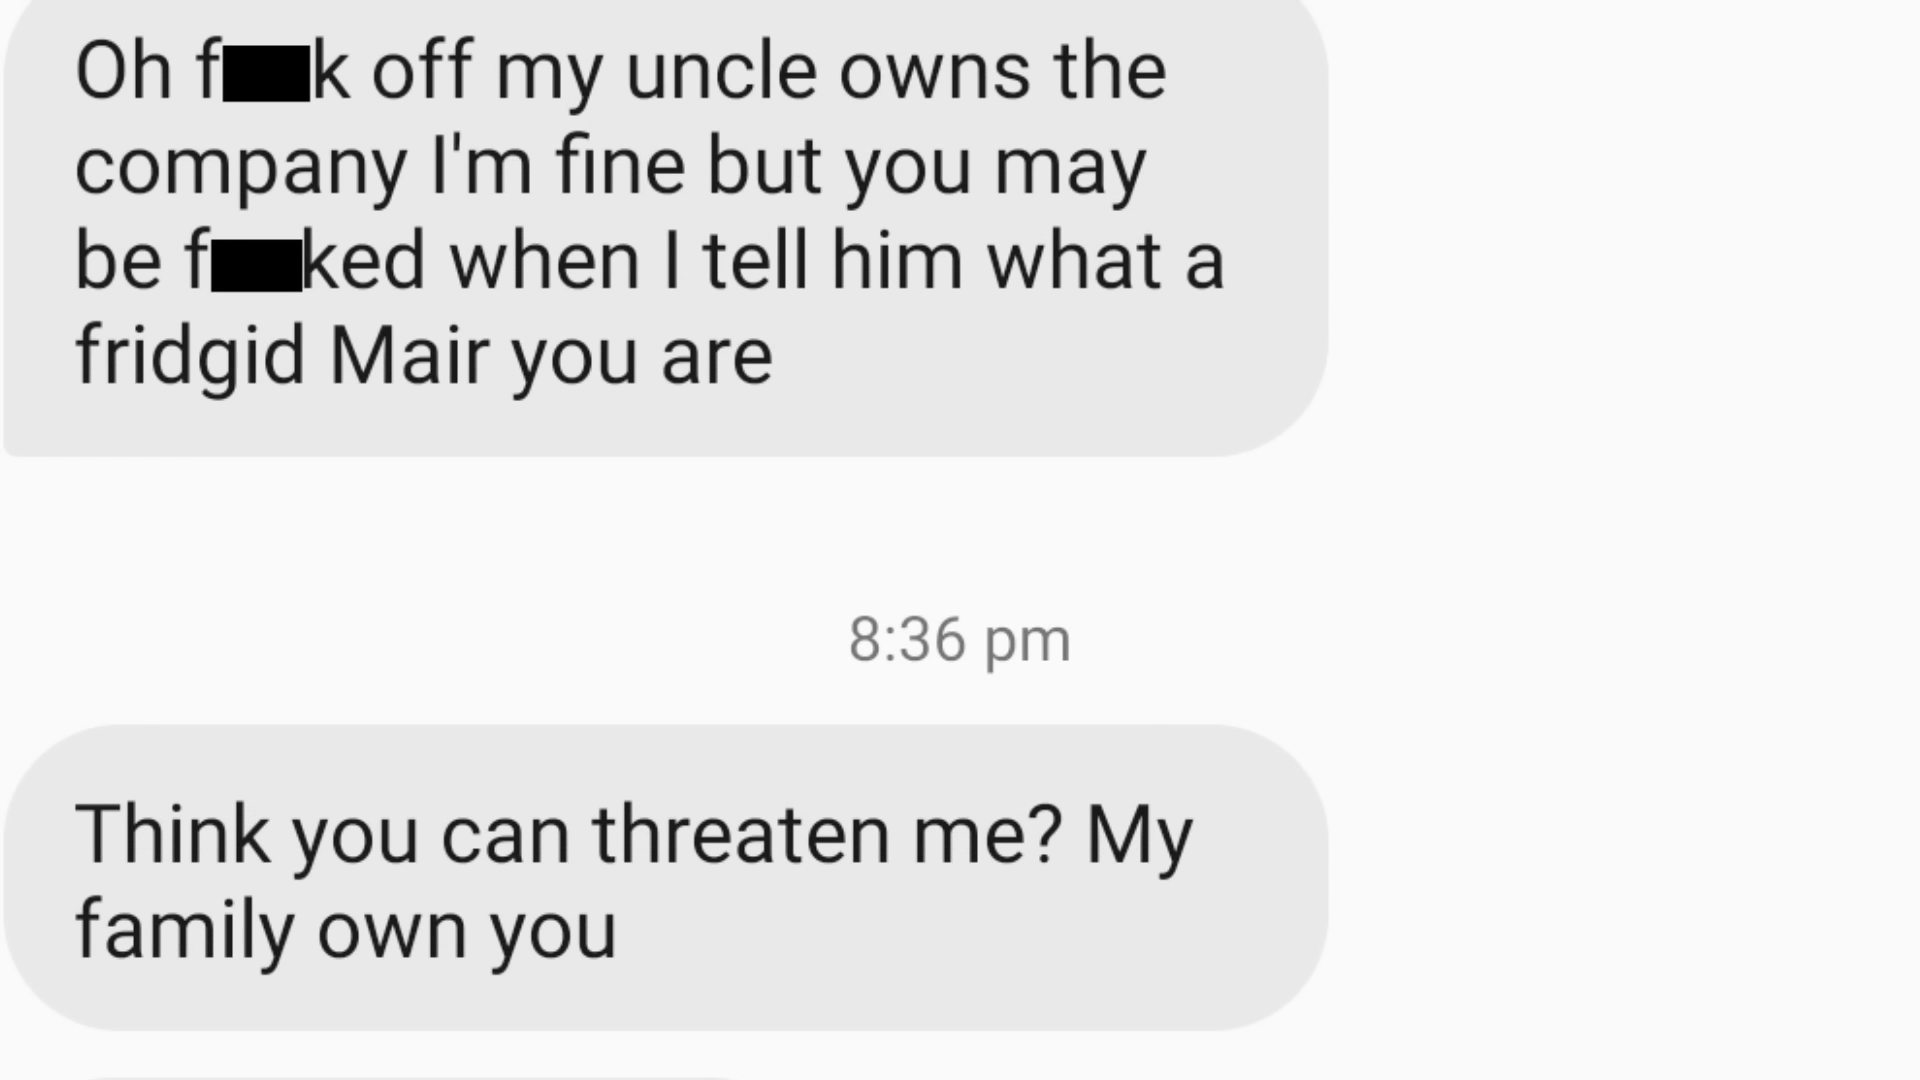 Oh f█k off my uncle owns the
company I'm fine but you may
be f█ked when I tell him what a
fridgid Mair you are
8:36 pm
Think you can threaten me? My
family own you